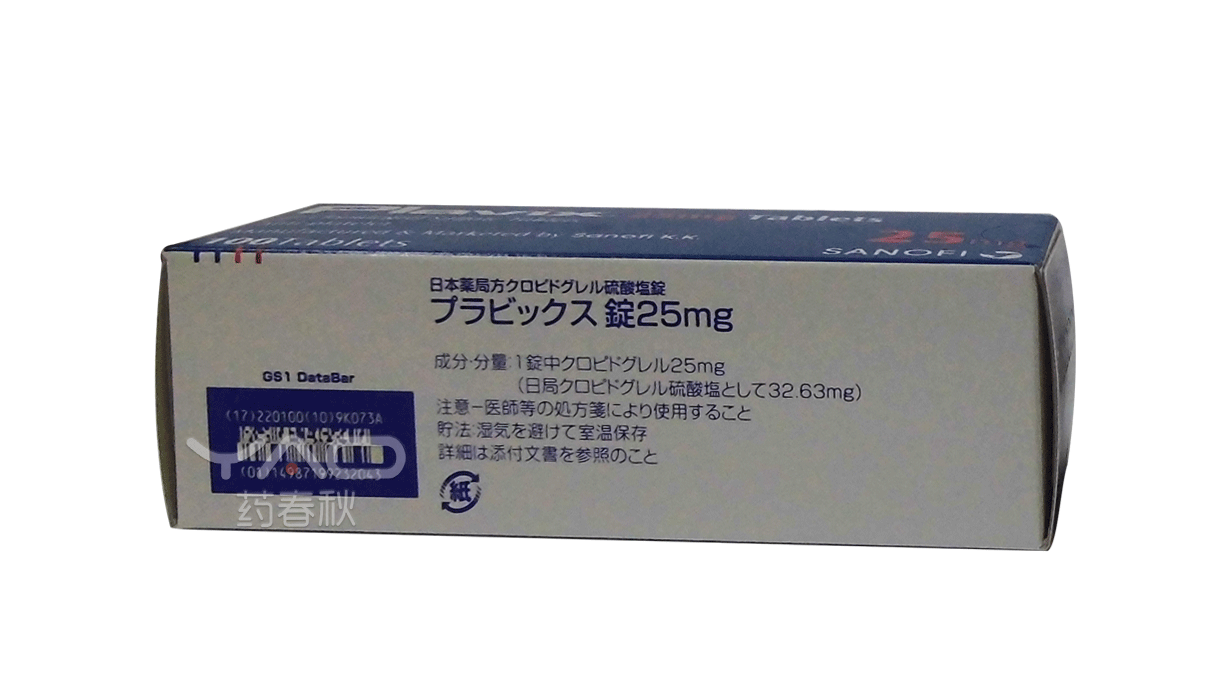 Plavix 25mg Tablets
Manufactured & Marketed by Sanofi K.K.
100 Tablets
25mg
SANOFI
日本薬局方クロピドグレル硫酸塩錠
プラビックス錠25mg
成分・分量:1錠中クロピドグレル25mg
(日局クロピドグレル硫酸塩として32.63mg)
注意-医師等の処方箋により使用すること
貯法:湿気を避けて室温保存
詳細は添付文書を参照のこと
紙
GS1 DataBar
(17)220100(10)9K073A
(01)14987199232043
药春秋